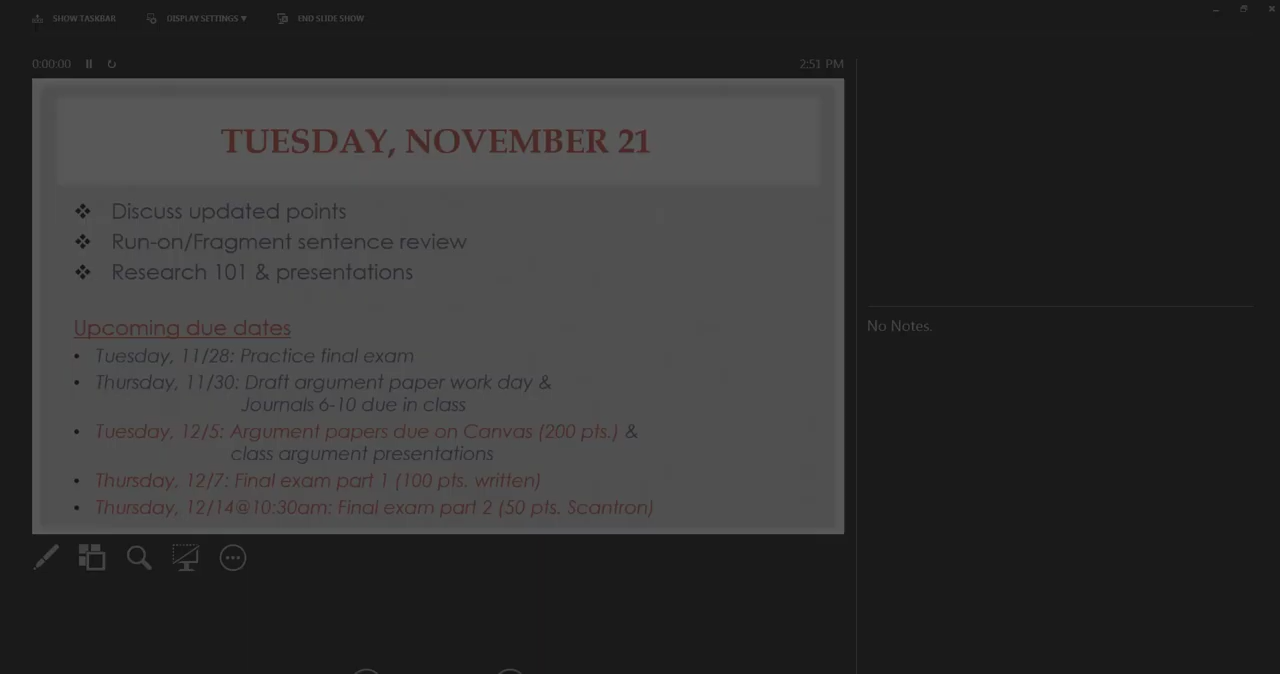 SHOW TASKBAR DISPLAY SETTINGS ▾ END SLIDE SHOW
0:00:00 2:51 PM
TUESDAY, NOVEMBER 21
❖ Discuss updated points
❖ Run-on/Fragment sentence review
❖ Research 101 & presentations
Upcoming due dates
• Tuesday, 11/28: Practice final exam
• Thursday, 11/30: Draft argument paper work day &
Journals 6-10 due in class
• Tuesday, 12/5: Argument papers due on Canvas (200 pts.) &
class argument presentations
• Thursday, 12/7: Final exam part 1 (100 pts. written)
• Thursday, 12/14@10:30am: Final exam part 2 (50 pts. Scantron)
No Notes.